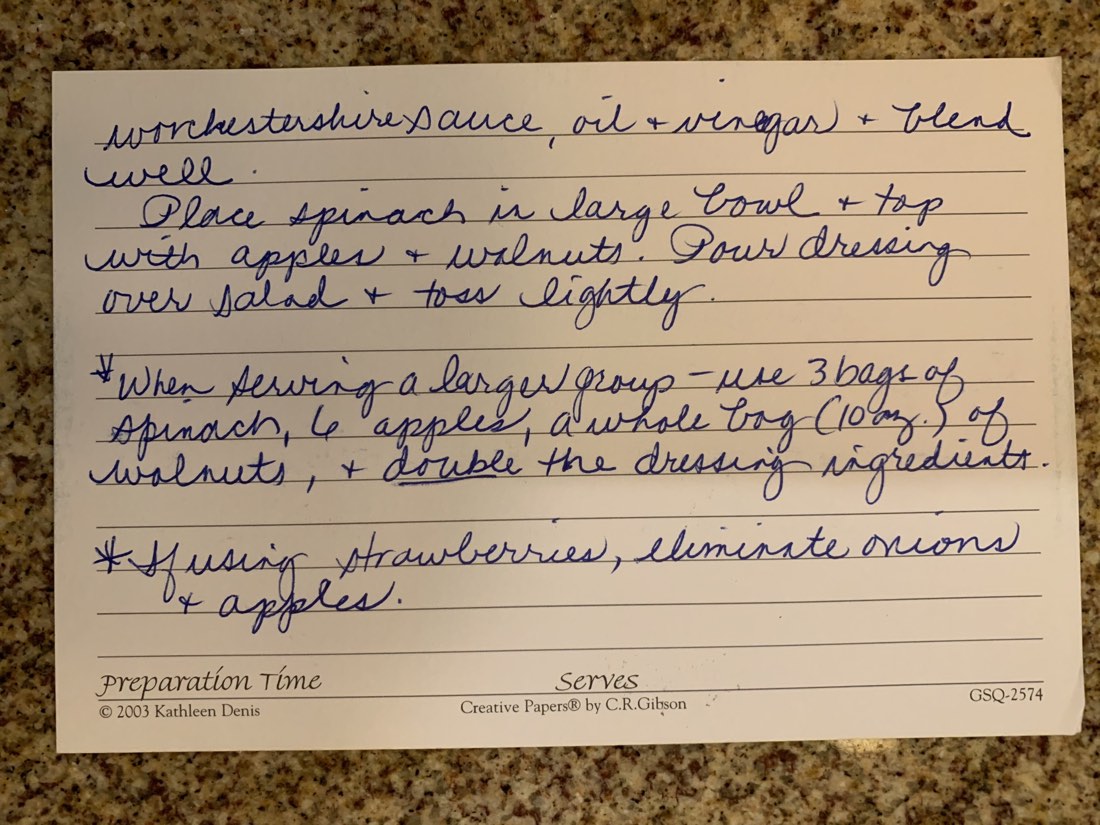 worchestershire sauce, oil + vinegar + blend
well.
Place spinach in large bowl + top
with apples + walnuts. Pour dressing
over salad + toss lightly.
*When serving a larger group - use 3 bags of
spinach, 6 apples, a whole bag (10 oz.) of
walnuts, + double the dressing ingredients.
* If using strawberries, eliminate onions
+ apples.
Preparation Time Serves
© 2003 Kathleen Denis Creative Papers® by C.R.Gibson GSQ-2574